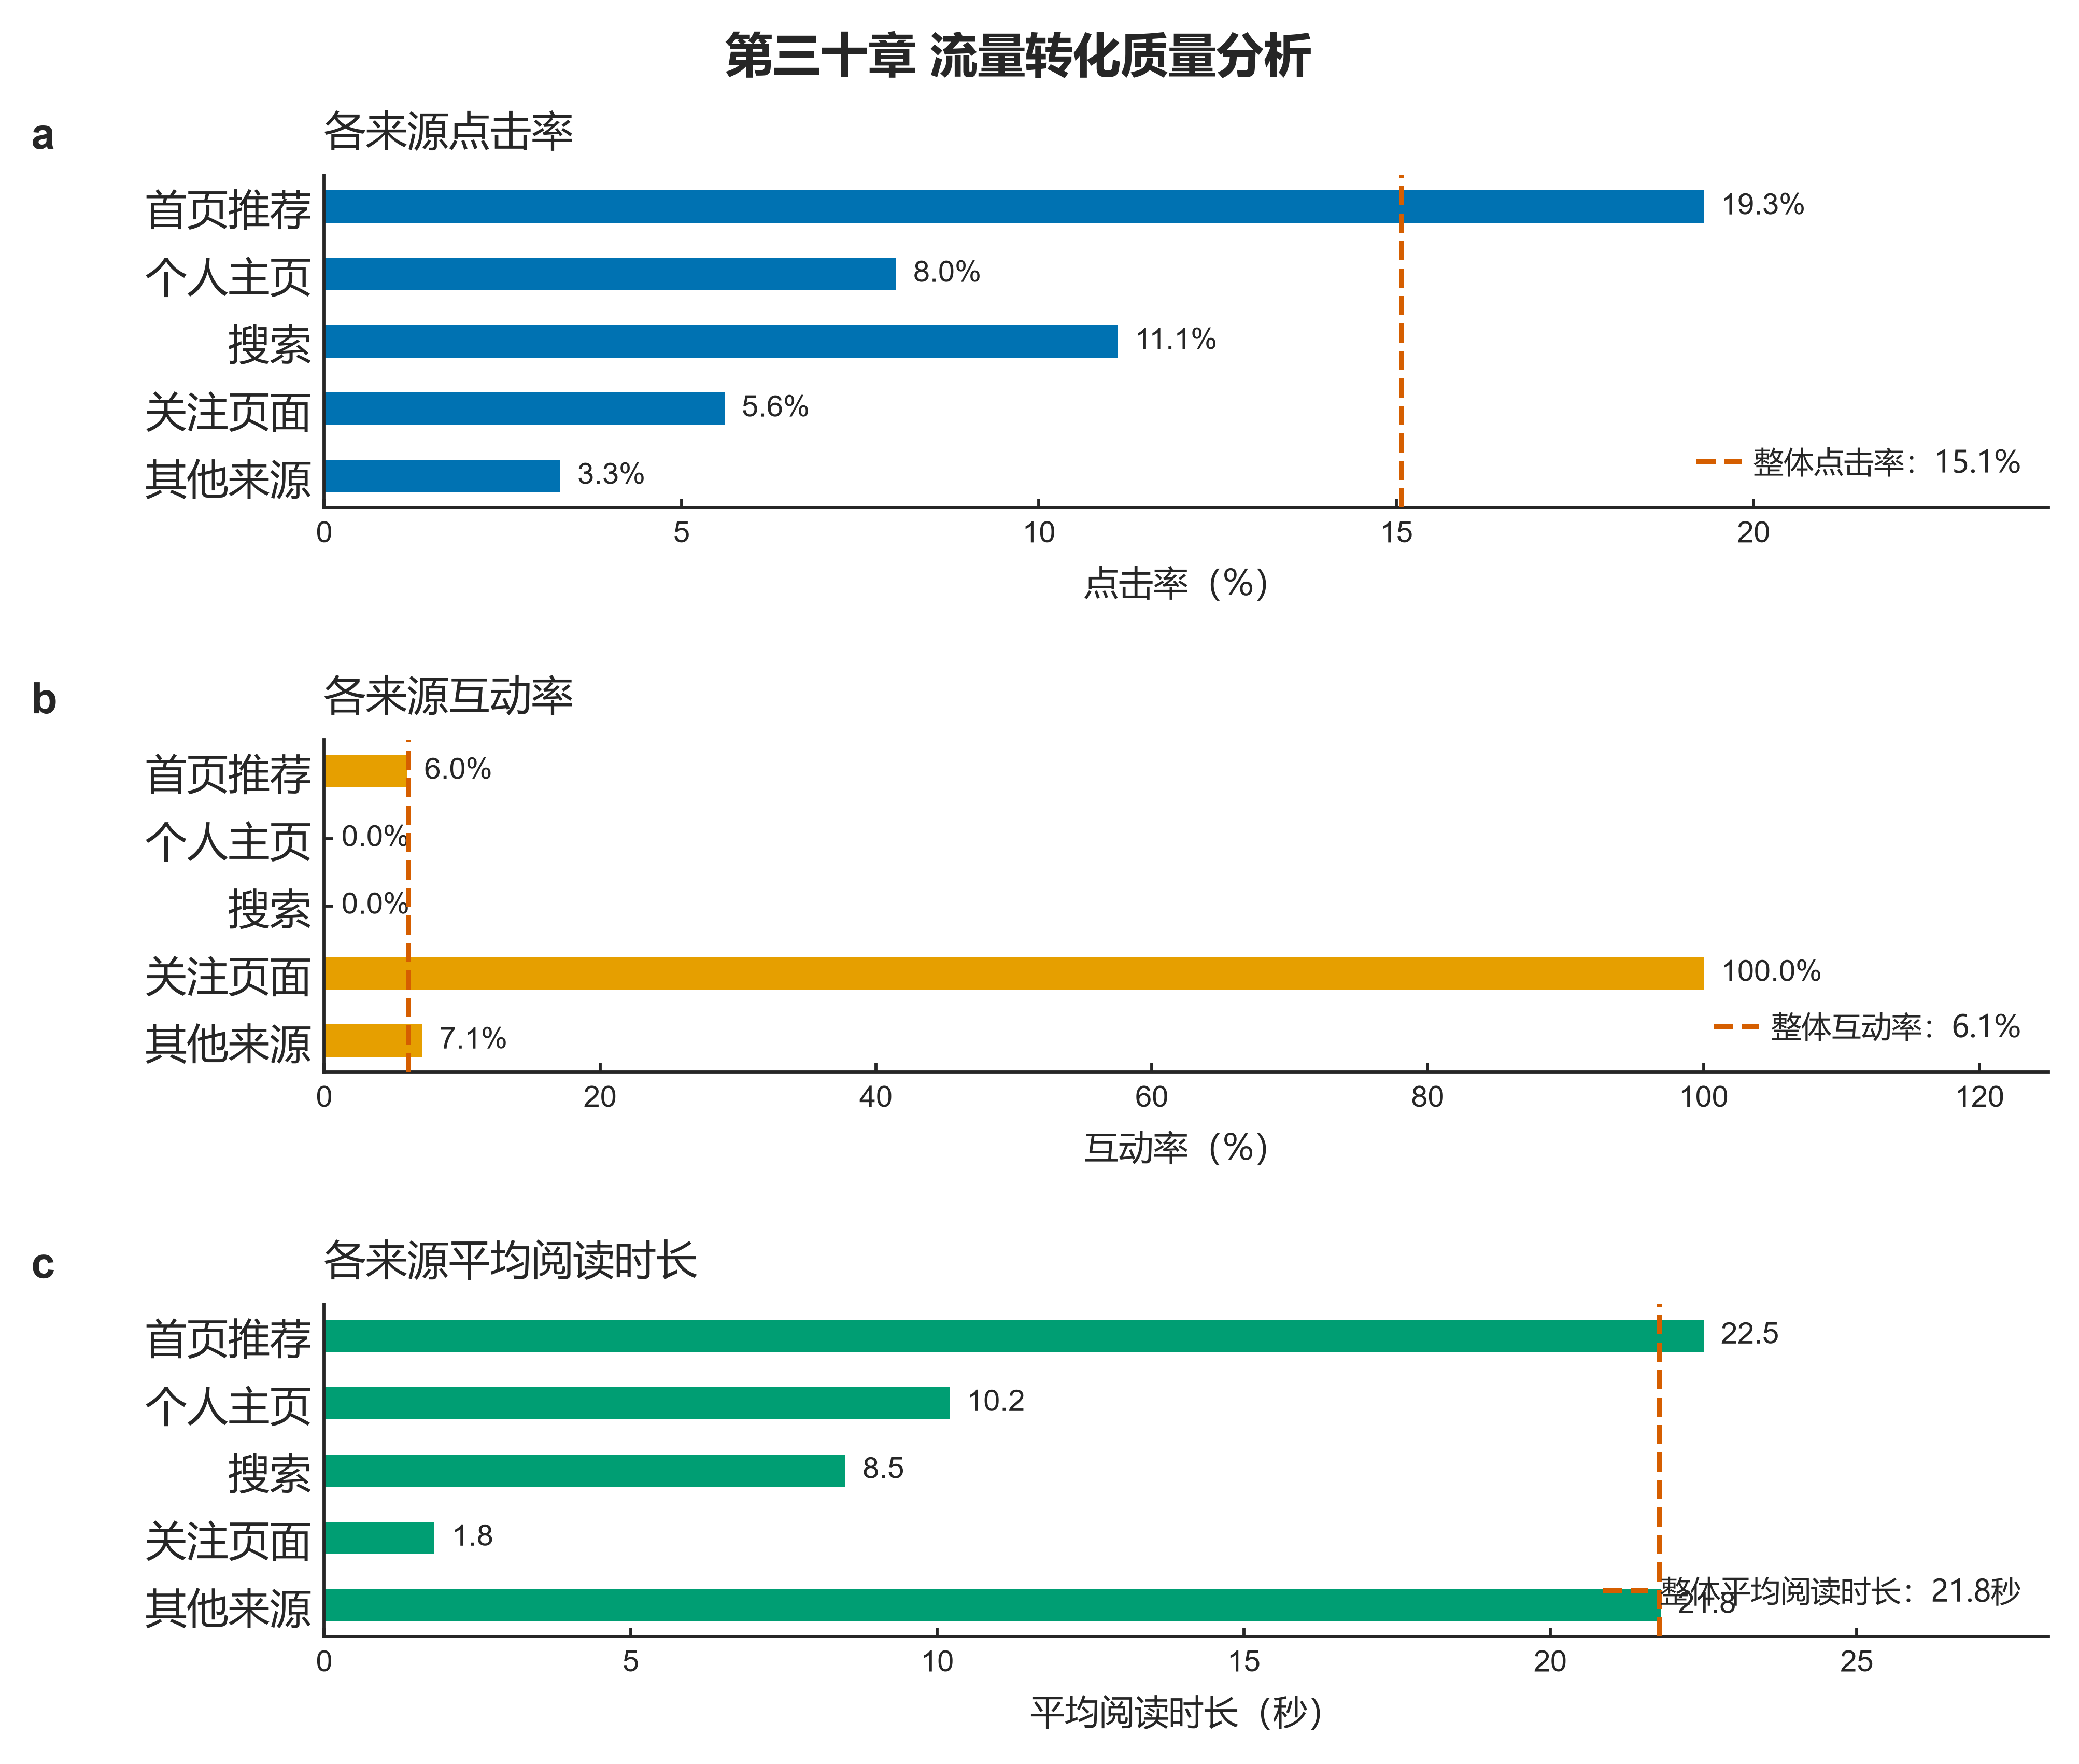 第三十章 流量转化质量分析
a
各来源点击率
首页推荐
19.3%
个人主页
8.0%
搜索
11.1%
关注页面
5.6%
其他来源
3.3%
整体点击率：15.1%
0 5 10 15 20
点击率（%）
b
各来源互动率
首页推荐
6.0%
个人主页
0.0%
搜索
0.0%
关注页面
100.0%
其他来源
7.1%
整体互动率：6.1%
0 20 40 60 80 100 120
互动率（%）
c
各来源平均阅读时长
首页推荐
22.5
个人主页
10.2
搜索
8.5
关注页面
1.8
其他来源
21.8
整体平均阅读时长：21.8秒
0 5 10 15 20 25
平均阅读时长（秒）